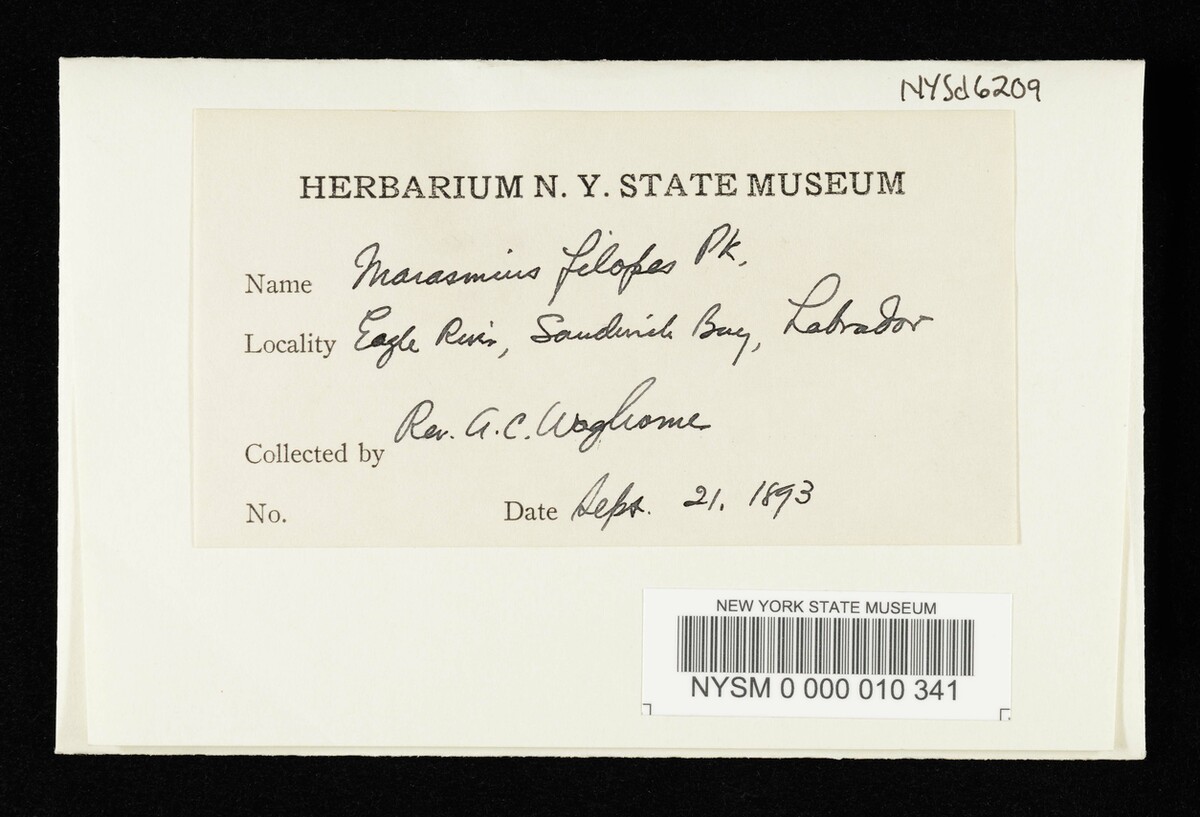 NYSd6209
HERBARIUM N. Y. STATE MUSEUM
Name Marasmius filopes Pk.
Locality Eagle River, Sandwich Bay, Labrador
Collected by Rev. A. C. Waghorne
No. Date Sept. 21. 1893
NEW YORK STATE MUSEUM
NYSM 0 000 010 341